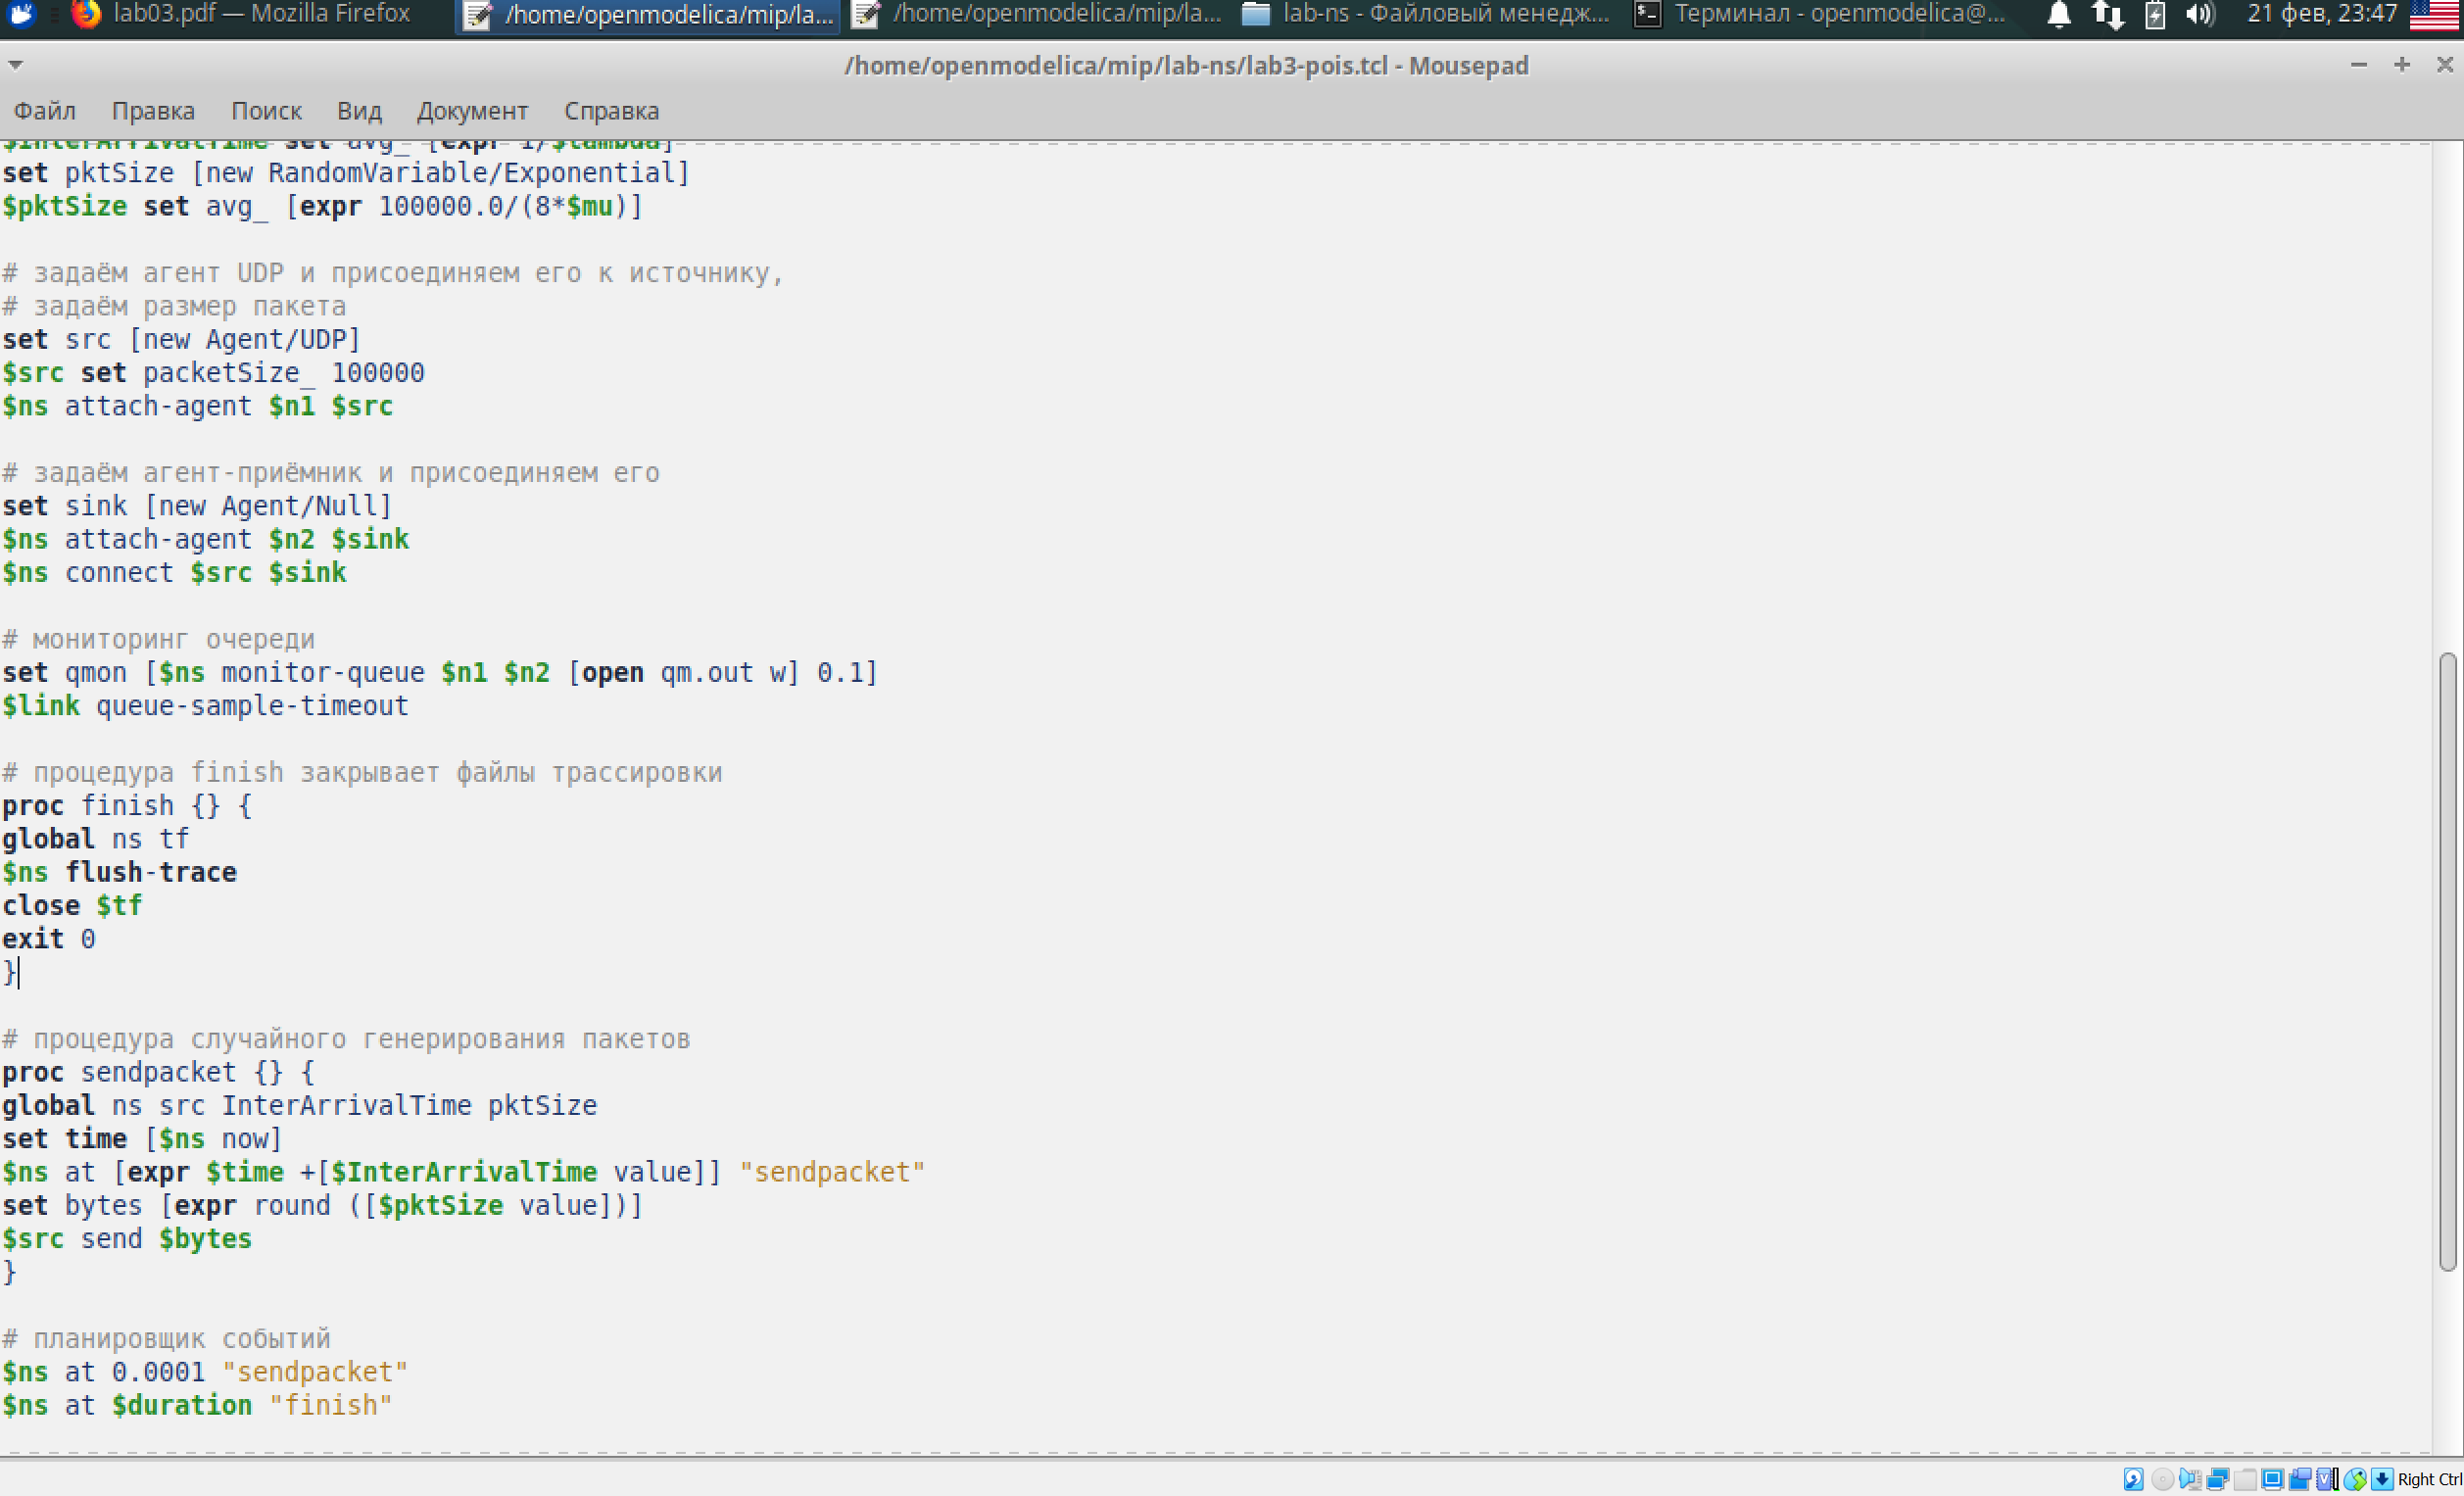 lab03.pdf — Mozilla Firefox
/home/openmodelica/mip/la...
/home/openmodelica/mip/la...
lab-ns - Файловый менедж...
Терминал - openmodelica@...
21 фев, 23:47
/home/openmodelica/mip/lab-ns/lab3-pois.tcl - Mousepad
Файл Правка Поиск Вид Документ Справка
$InterArrivalTime set avg_ [expr 1/$lambda]
set pktSize [new RandomVariable/Exponential]
$pktSize set avg_ [expr 100000.0/(8*$mu)]
# задаём агент UDP и присоединяем его к источнику,
# задаём размер пакета
set src [new Agent/UDP]
$src set packetSize_ 100000
$ns attach-agent $n1 $src
# задаём агент-приёмник и присоединяем его
set sink [new Agent/Null]
$ns attach-agent $n2 $sink
$ns connect $src $sink
# мониторинг очереди
set qmon [$ns monitor-queue $n1 $n2 [open qm.out w] 0.1]
$link queue-sample-timeout
# процедура finish закрывает файлы трассировки
proc finish {} {
global ns tf
$ns flush-trace
close $tf
exit 0
}
# процедура случайного генерирования пакетов
proc sendpacket {} {
global ns src InterArrivalTime pktSize
set time [$ns now]
$ns at [expr $time +[$InterArrivalTime value]] "sendpacket"
set bytes [expr round ([$pktSize value])]
$src send $bytes
}
# планировщик событий
$ns at 0.0001 "sendpacket"
$ns at $duration "finish"
Right Ctrl